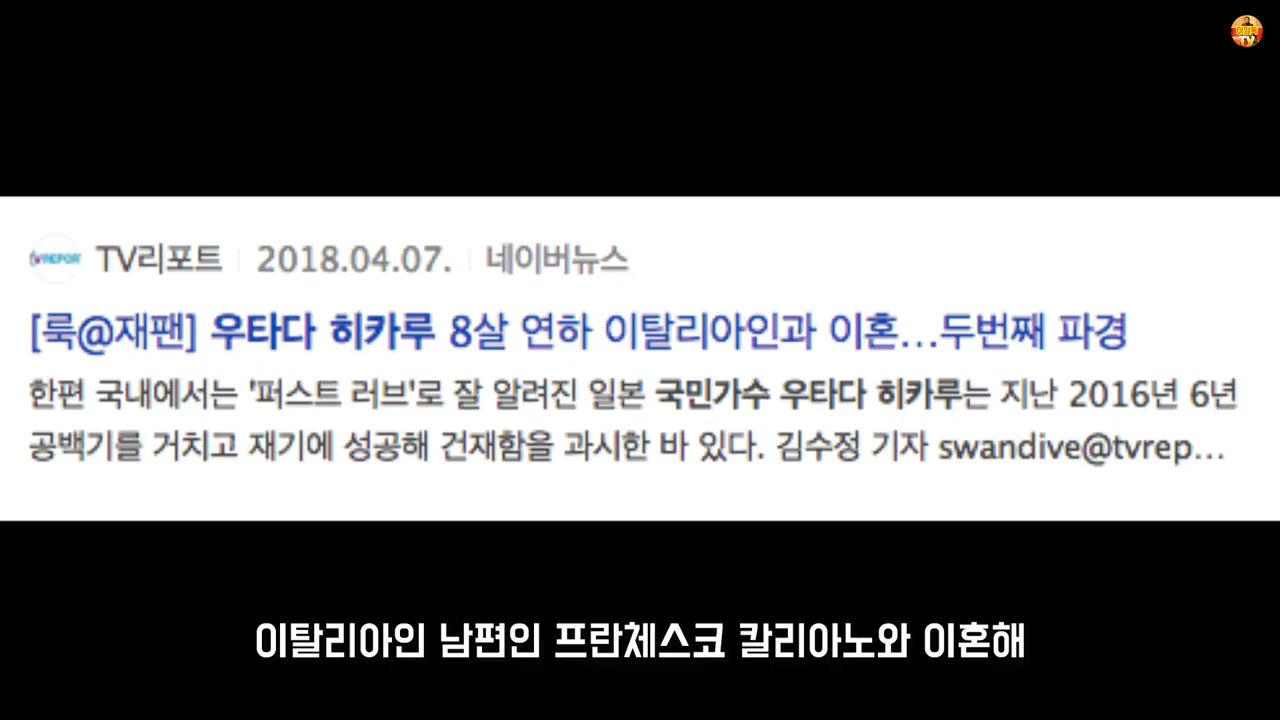 TV리포트 2018.04.07. 네이버뉴스
[룩@재팬] 우타다 히카루 8살 연하 이탈리아인과 이혼…두번째 파경
한편 국내에서는 '퍼스트 러브'로 잘 알려진 일본 국민가수 우타다 히카루는 지난 2016년 6년
공백기를 거치고 재기에 성공해 건재함을 과시한 바 있다. 김수정 기자 swandive@tvrep...
이탈리아인 남편인 프란체스코 칼리아노와 이혼해